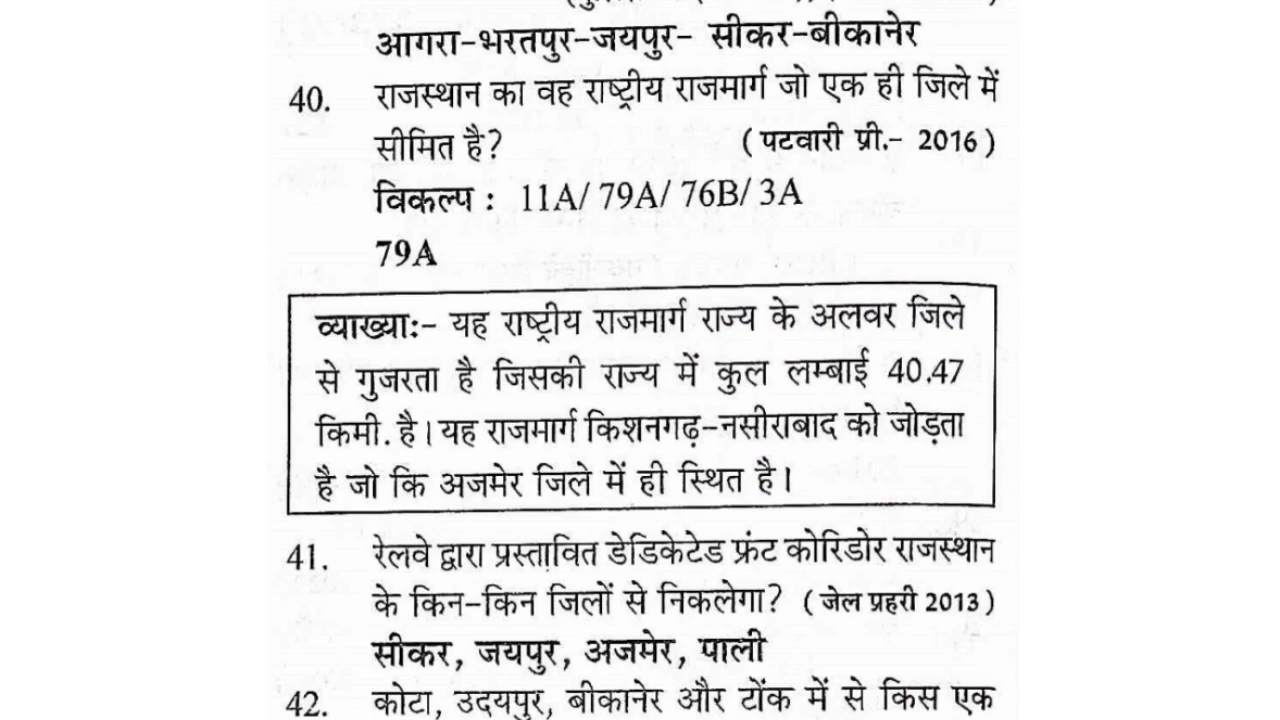 आगरा-भरतपुर-जयपुर- सीकर-बीकानेर
40. राजस्थान का वह राष्ट्रीय राजमार्ग जो एक ही जिले में
सीमित है? (पटवारी प्री.- 2016)
विकल्प : 11A/ 79A/ 76B/ 3A
79A
व्याख्याः- यह राष्ट्रीय राजमार्ग राज्य के अलवर जिले
से गुजरता है जिसकी राज्य में कुल लम्बाई 40.47
किमी. है। यह राजमार्ग किशनगढ़-नसीराबाद को जोड़ता
है जो कि अजमेर जिले में ही स्थित है।
41. रेलवे द्वारा प्रस्तावित डेडिकेटेड फ्रंट कोरिडोर राजस्थान
के किन-किन जिलों से निकलेगा? (जेल प्रहरी 2013)
सीकर, जयपुर, अजमेर, पाली
42. कोटा, उदयपुर, बीकानेर और टोंक में से किस एक